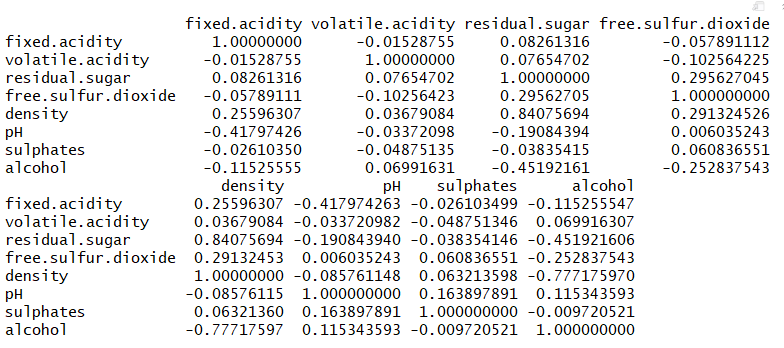 fixed.acidity volatile.acidity residual.sugar free.sulfur.dioxide
fixed.acidity 1.00000000 -0.01528755 0.08261316 -0.057891112
volatile.acidity -0.01528755 1.00000000 0.07654702 -0.102564225
residual.sugar 0.08261316 0.07654702 1.00000000 0.295627045
free.sulfur.dioxide -0.05789111 -0.10256423 0.29562705 1.000000000
density 0.25596307 0.03679084 0.84075694 0.291324526
pH -0.41797426 -0.03372098 -0.19084394 0.006035243
sulphates -0.02610350 -0.04875135 -0.03835415 0.060836551
alcohol -0.11525555 0.06991631 -0.45192161 -0.252837543
density pH sulphates alcohol
fixed.acidity 0.25596307 -0.417974263 -0.026103499 -0.115255547
volatile.acidity 0.03679084 -0.033720982 -0.048751346 0.069916307
residual.sugar 0.84075694 -0.190843940 -0.038354146 -0.451921606
free.sulfur.dioxide 0.29132453 0.006035243 0.060836551 -0.252837543
density 1.00000000 -0.085761148 0.063213598 -0.777175970
pH -0.08576115 1.000000000 0.163897891 0.115343593
sulphates 0.06321360 0.163897891 1.000000000 -0.009720521
alcohol -0.77717597 0.115343593 -0.009720521 1.000000000